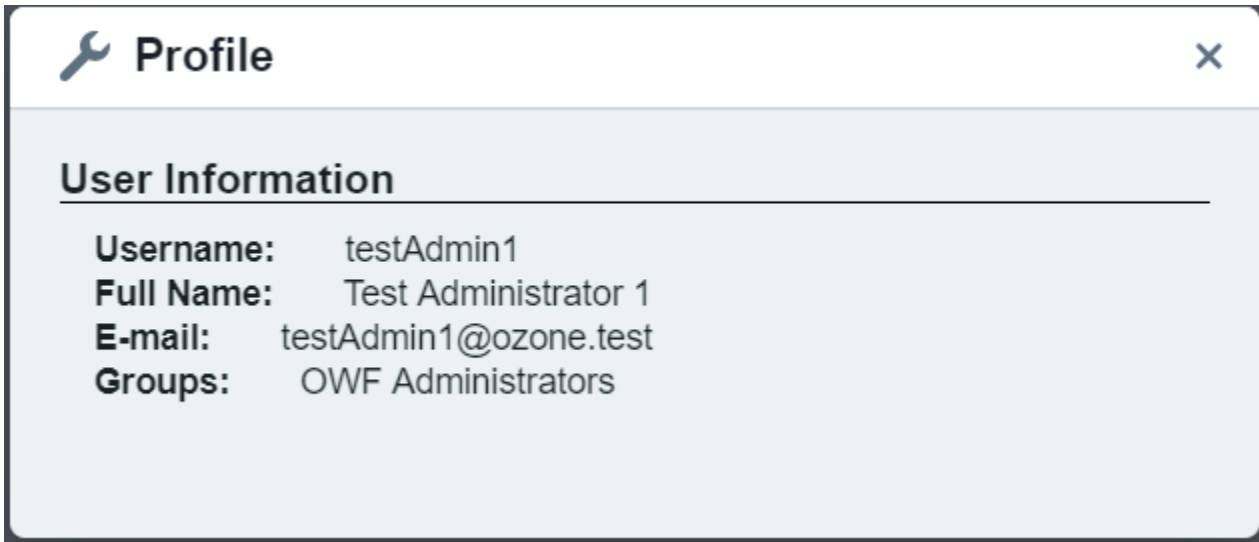 Profile
User Information
Username: testAdmin1
Full Name: Test Administrator 1
E-mail: testAdmin1@ozone.test
Groups: OWF Administrators